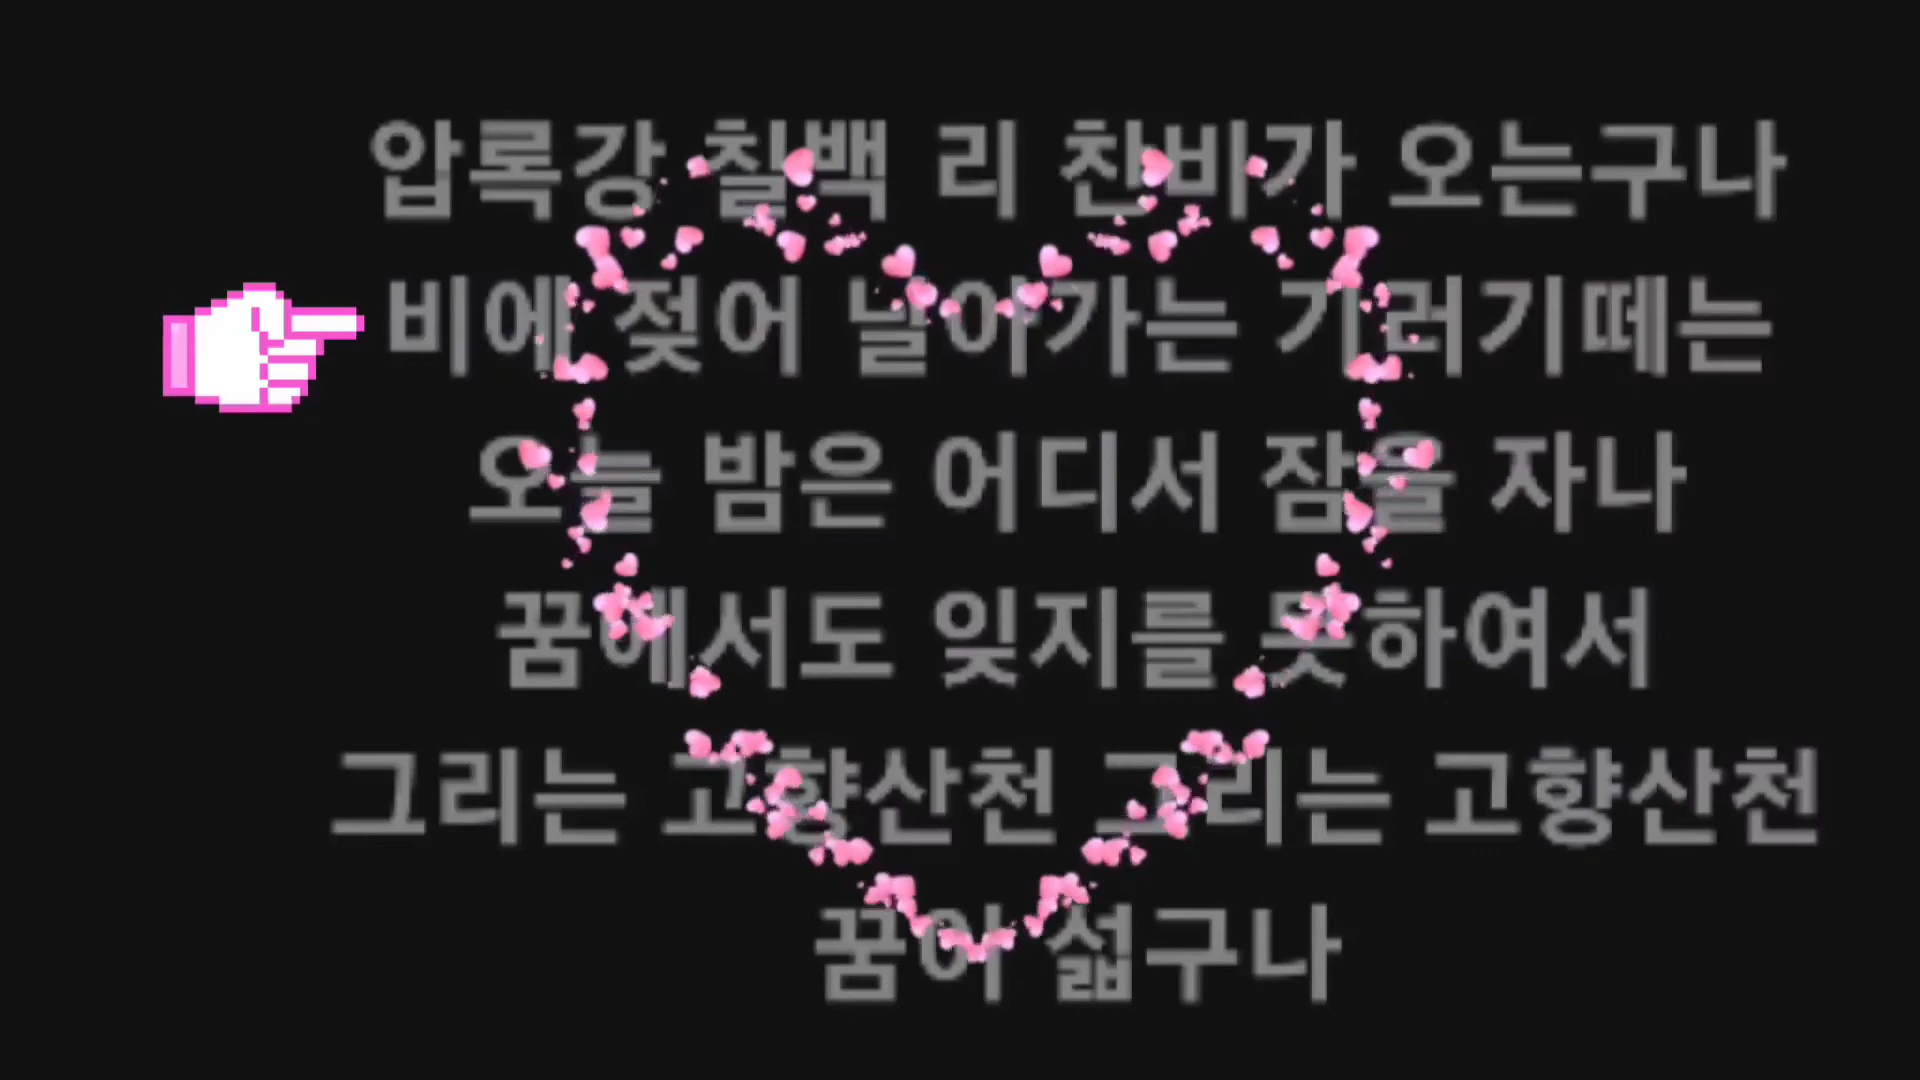 압록강 칠백 리 찬비가 오는구나
비에 젖어 날아가는 기러기떼는
오늘 밤은 어디서 잠을 자나
꿈에서도 잊지를 못하여서
그리는 고향산천 그리는 고향산천
꿈이 섧구나